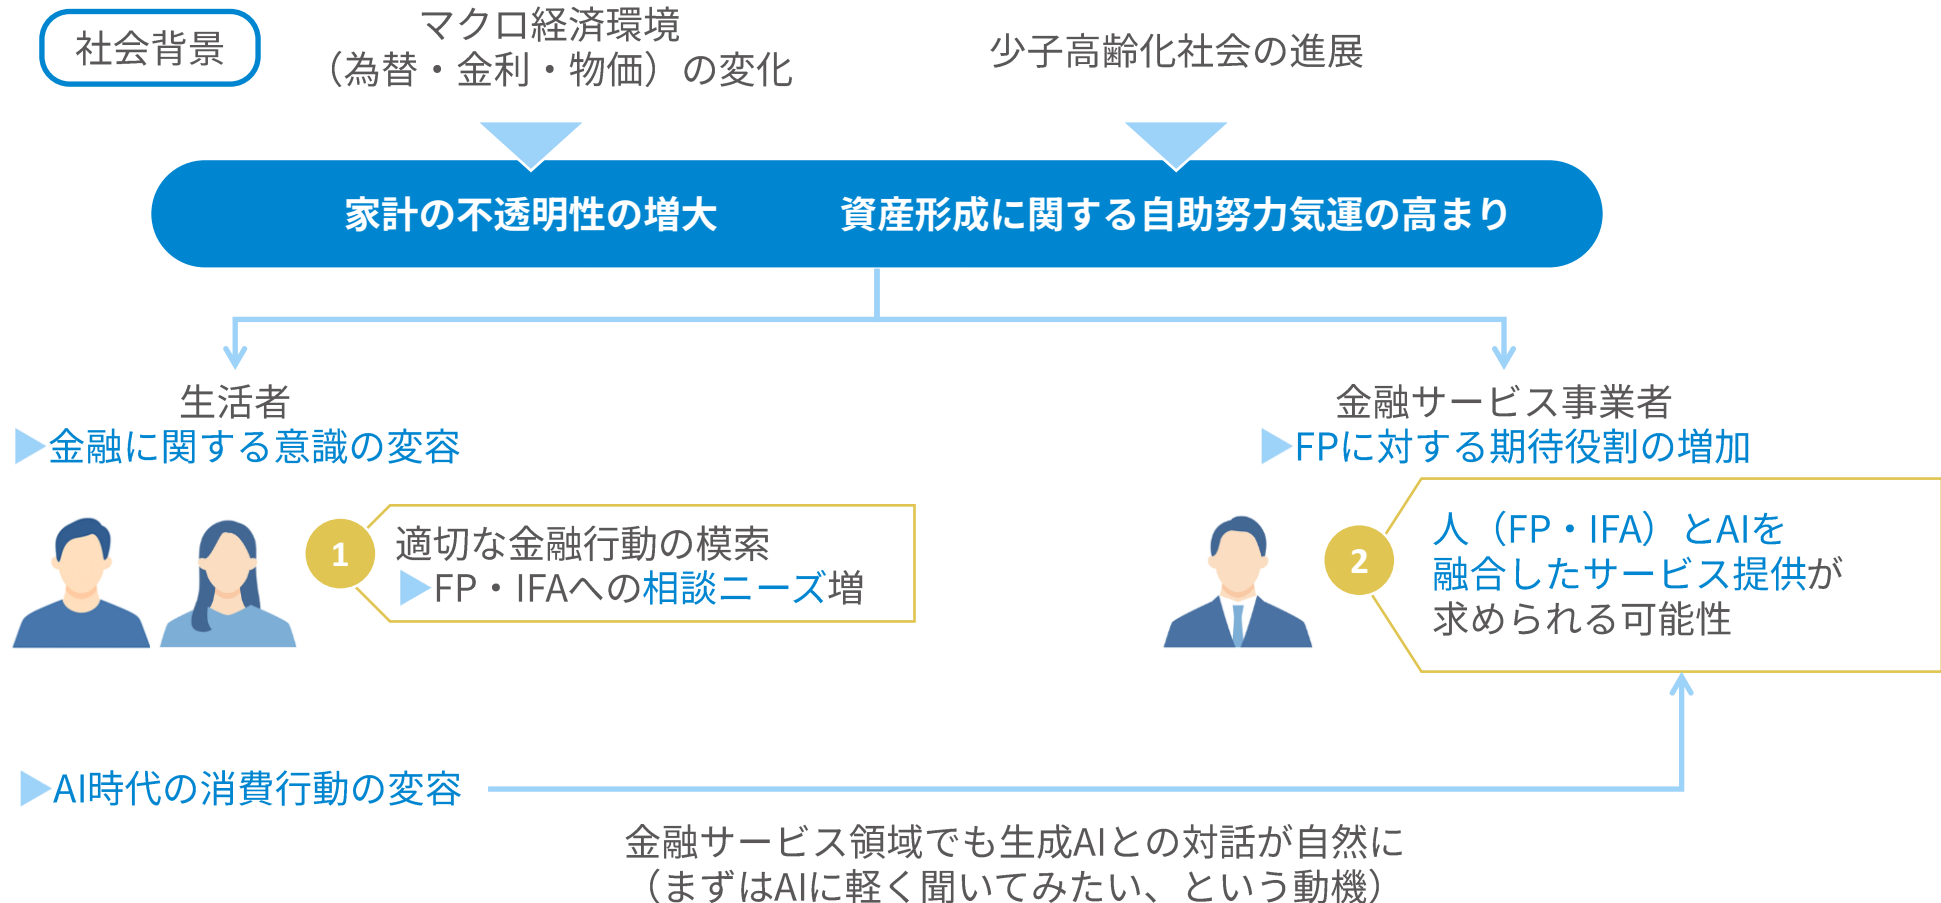 社会背景
マクロ経済環境
（為替・金利・物価）の変化
少子高齢化社会の進展
家計の不透明性の増大
資産形成に関する自助努力気運の高まり
生活者
▶金融に関する意識の変容
金融サービス事業者
▶FPに対する期待役割の増加
1
適切な金融行動の模索
▶FP・IFAへの相談ニーズ増
2
人（FP・IFA）とAIを
融合したサービス提供が
求められる可能性
▶AI時代の消費行動の変容
金融サービス領域でも生成AIとの対話が自然に
（まずはAIに軽く聞いてみたい、という動機）